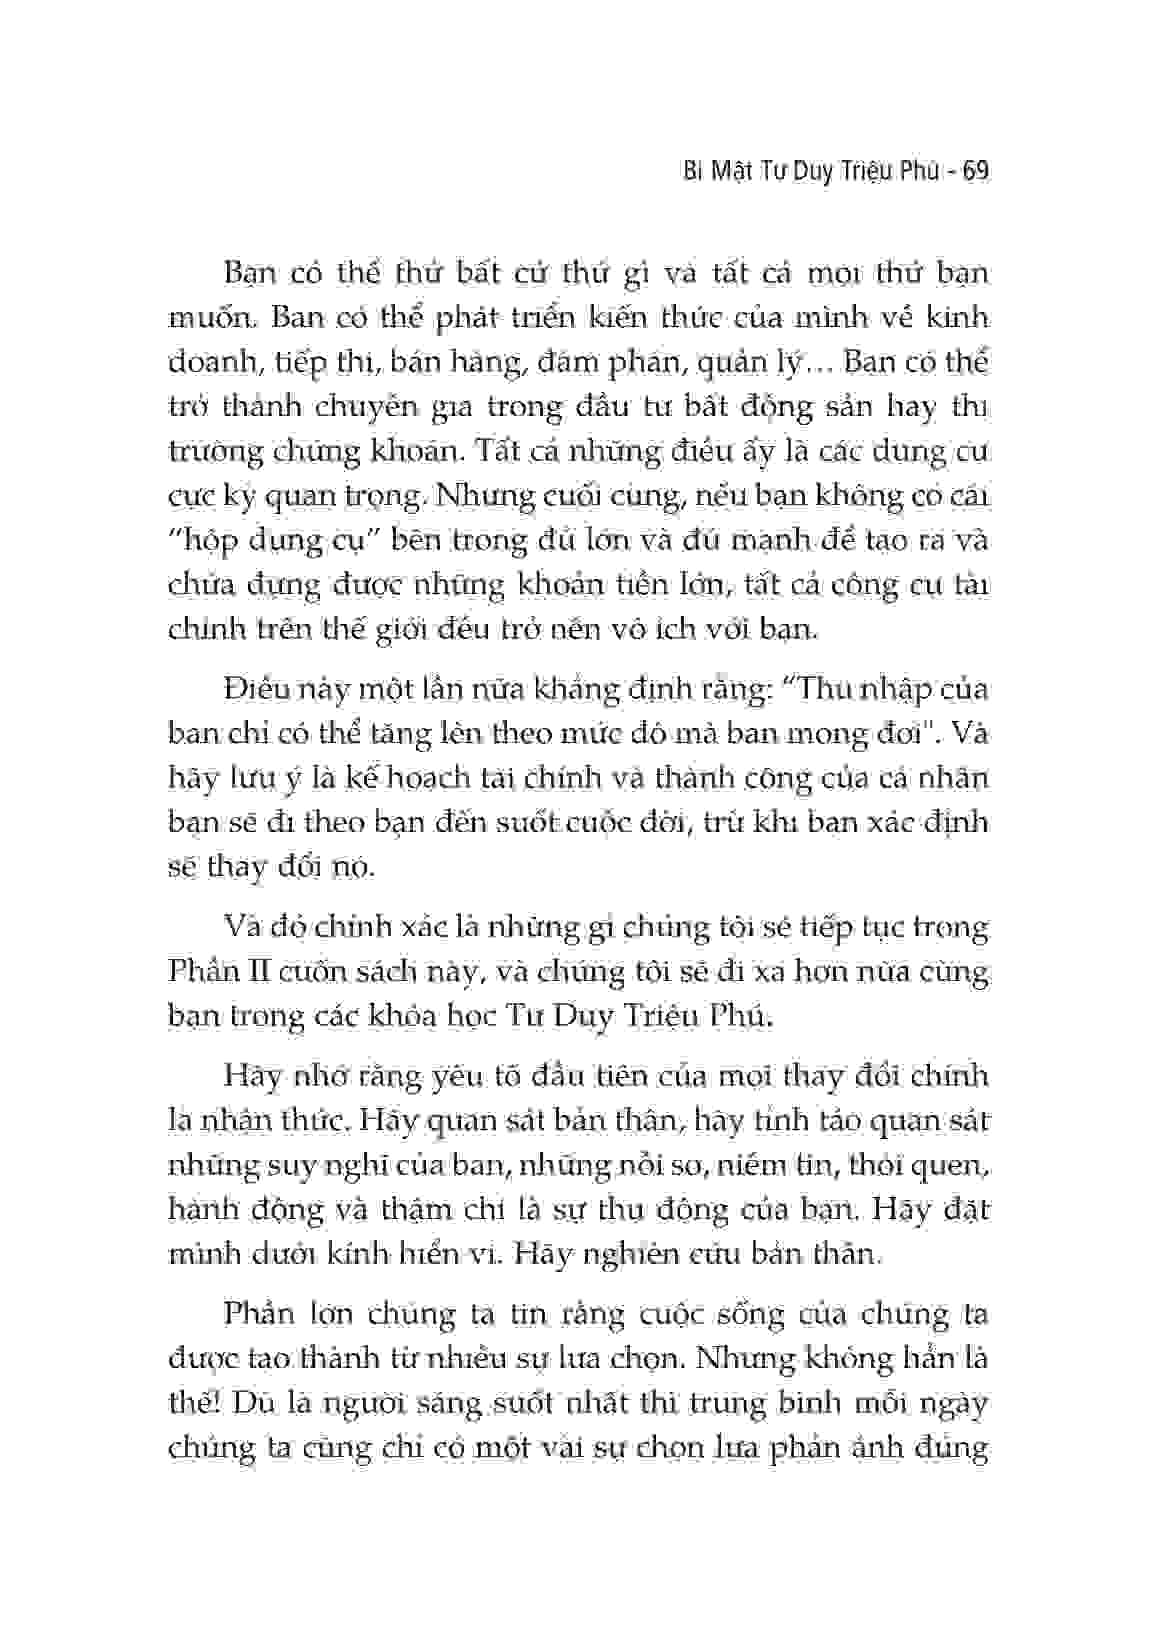 Bí Mật Tư Duy Triệu Phú - 69
Bạn có thể thử bất cứ thứ gì và tất cả mọi thứ bạn
muốn. Bạn có thể phát triển kiến thức của mình về kinh
doanh, tiếp thị, bán hàng, đàm phán, quản lý… Bạn có thể
trở thành chuyên gia trong đầu tư bất động sản hay thị
trường chứng khoán. Tất cả những điều ấy là các dụng cụ
cực kỳ quan trọng. Nhưng cuối cùng, nếu bạn không có cái
“hộp dụng cụ” bên trong đủ lớn và đủ mạnh để tạo ra và
chứa đựng được những khoản tiền lớn, tất cả công cụ tài
chính trên thế giới đều trở nên vô ích với bạn.
Điều này một lần nữa khẳng định rằng: “Thu nhập của
bạn chỉ có thể tăng lên theo mức độ mà bạn mong đợi". Và
hãy lưu ý là kế hoạch tài chính và thành công của cá nhân
bạn sẽ đi theo bạn đến suốt cuộc đời, trừ khi bạn xác định
sẽ thay đổi nó.
Và đó chính xác là những gì chúng tôi sẽ tiếp tục trong
Phần II cuốn sách này, và chúng tôi sẽ đi xa hơn nữa cùng
bạn trong các khóa học Tư Duy Triệu Phú.
Hãy nhớ rằng yếu tố đầu tiên của mọi thay đổi chính
là nhận thức. Hãy quan sát bản thân, hãy tỉnh táo quan sát
những suy nghĩ của bạn, những nỗi sợ, niềm tin, thói quen,
hành động và thậm chí là sự thụ động của bạn. Hãy đặt
mình dưới kính hiển vi. Hãy nghiên cứu bản thân.
Phần lớn chúng ta tin rằng cuộc sống của chúng ta
được tạo thành từ nhiều sự lựa chọn. Nhưng không hẳn là
thế! Dù là người sáng suốt nhất thì trung bình mỗi ngày
chúng ta cũng chỉ có một vài sự chọn lựa phản ánh đúng